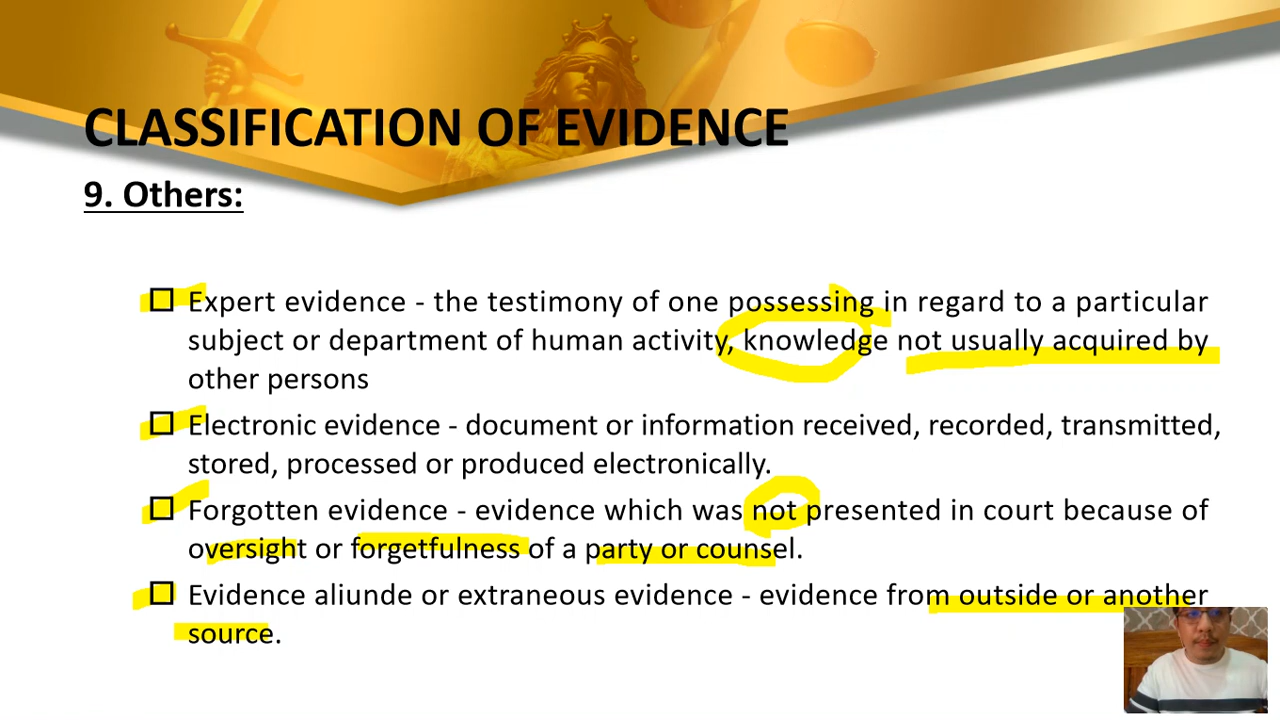 CLASSIFICATION OF EVIDENCE
9. Others:
Expert evidence - the testimony of one possessing in regard to a particular
subject or department of human activity, knowledge not usually acquired by
other persons
Electronic evidence - document or information received, recorded, transmitted,
stored, processed or produced electronically.
Forgotten evidence - evidence which was not presented in court because of
oversight or forgetfulness of a party or counsel.
Evidence aliunde or extraneous evidence - evidence from outside or another
source.